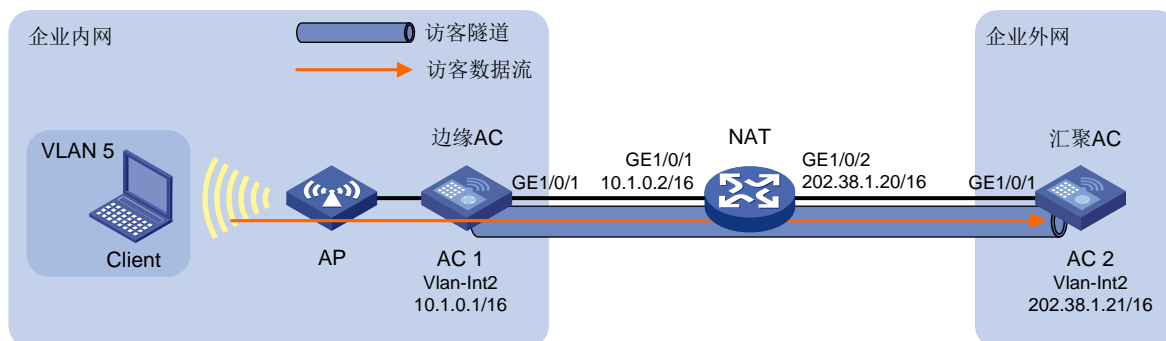 企业内网
访客隧道
访客数据流
企业外网
VLAN 5
Client
AP
边缘AC
GE1/0/1
AC 1
Vlan-Int2
10.1.0.1/16
NAT
GE1/0/1
10.1.0.2/16
GE1/0/2
202.38.1.20/16
汇聚AC
GE1/0/1
AC 2
Vlan-Int2
202.38.1.21/16